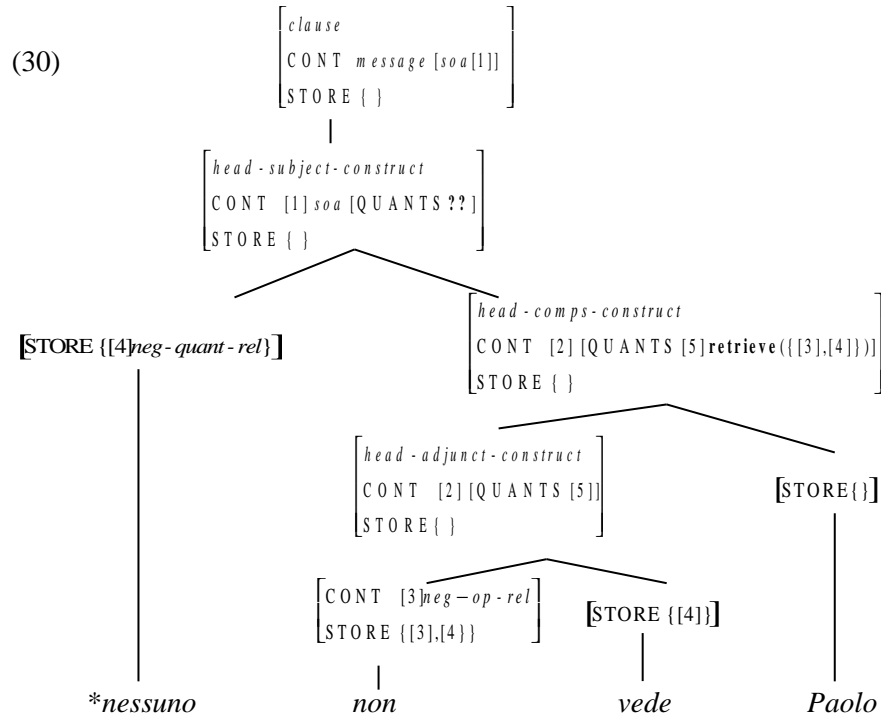 (30)
clause
CONT message [soa[1]]
STORE { }
head-subject-construct
CONT [1] soa [QUANTS ??]
STORE { }
[STORE {[4]neg-quant-rel}]
head-comps-construct
CONT [2] [QUANTS [5] retrieve({[3],[4]})]
STORE { }
head-adjunct-construct
CONT [2] [QUANTS [5]]
STORE { }
[STORE{}]
CONT [3]neg–op-rel
STORE {[3],[4}}
[STORE {[4]}]
*nessuno non vede Paolo